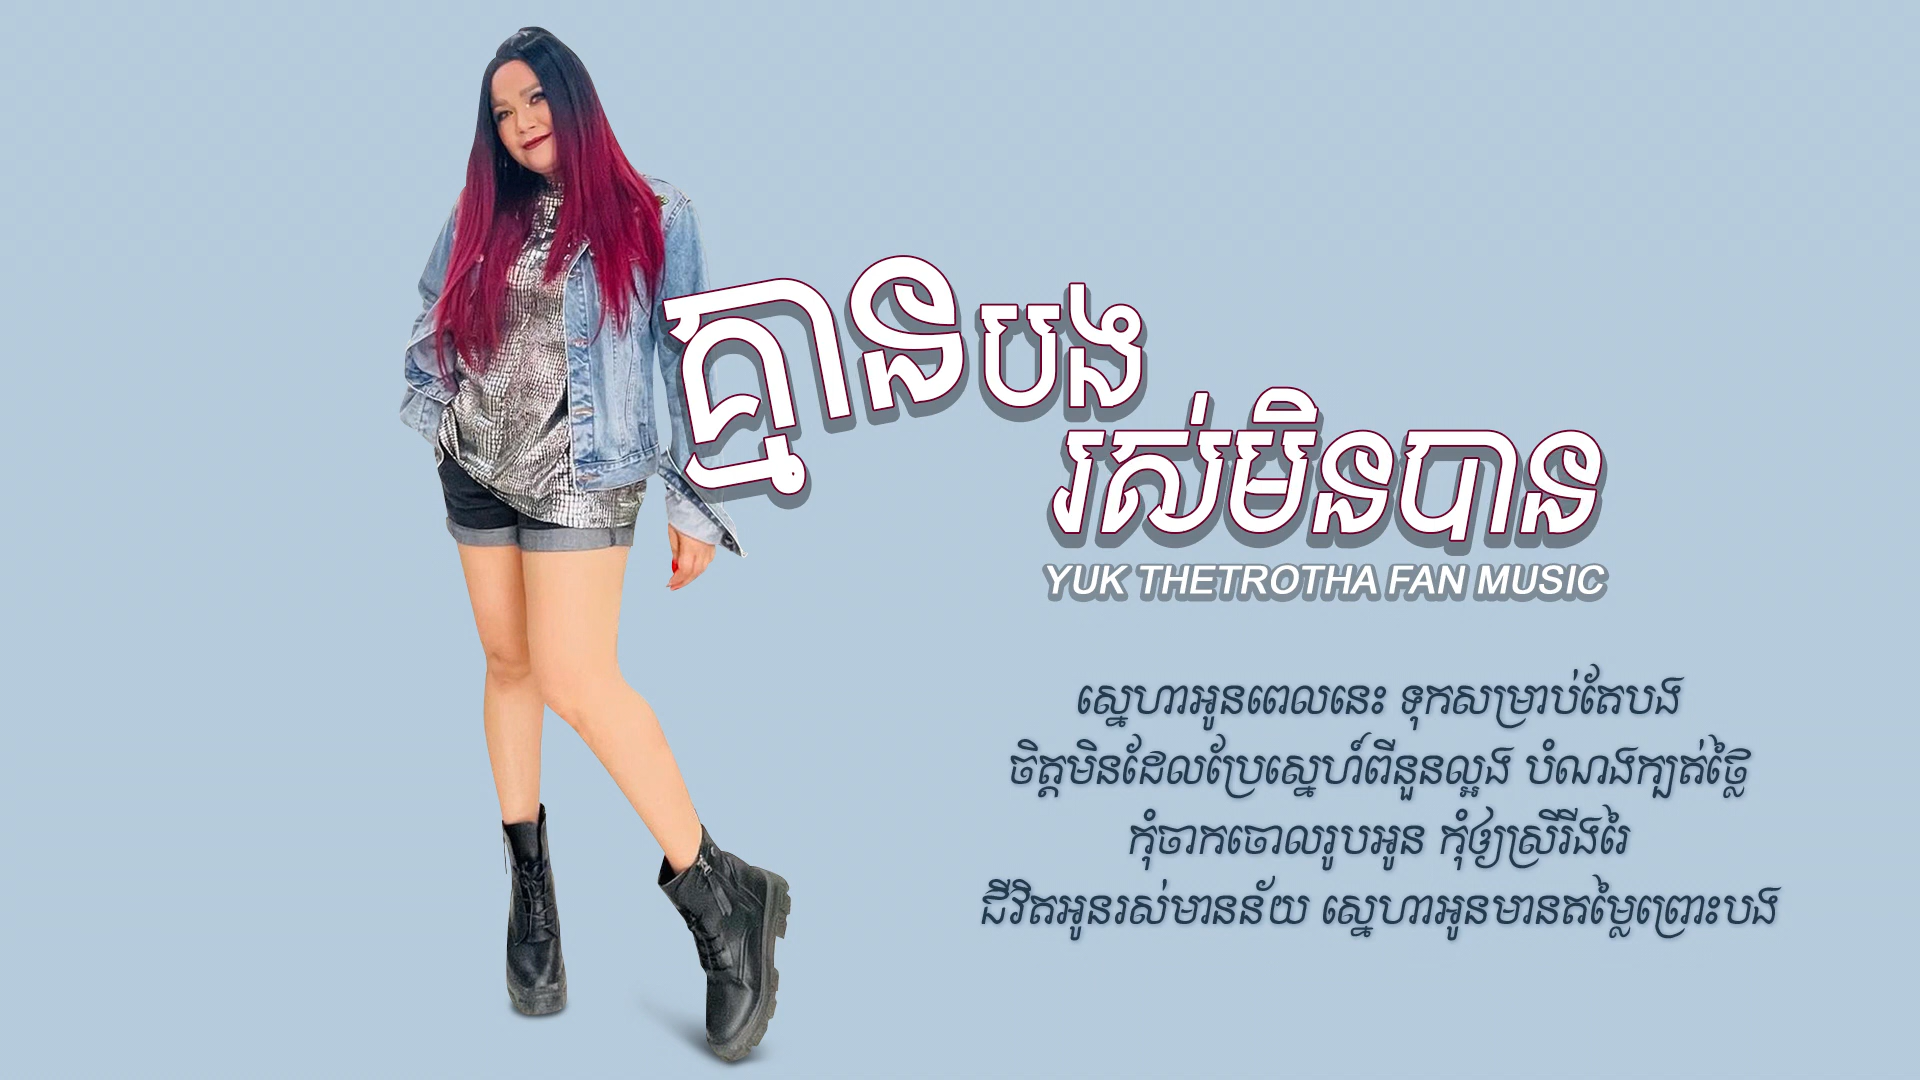 គ្មានបង
រស់មិនបាន
YUK THETROTHA FAN MUSIC
ស្នេហាអូនពេលនេះ ទុកសម្រាប់តែបង
ចិត្តមិនដែលប្រែស្នេហ៍ពីនួនល្អង បំណងក្បត់ថ្លៃ
កុំចាកចោលរូបអូន កុំឲ្យស្រីរីងរៃ
ជីវិតអូនរស់មានន័យ ស្នេហាអូនមានតម្លៃព្រោះបង